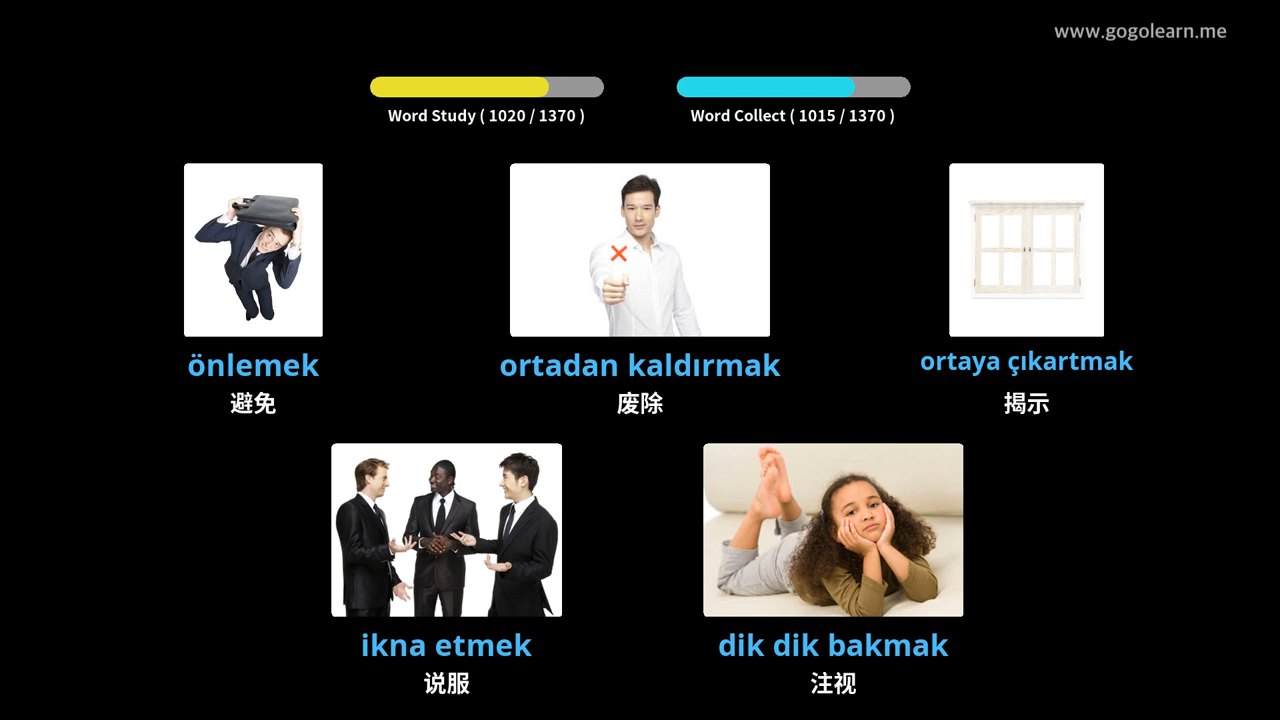 www.gogolearn.me
Word Study ( 1020 / 1370 )
Word Collect ( 1015 / 1370 )
önlemek
避免
ortadan kaldırmak
废除
ortaya çıkartmak
揭示
ikna etmek
说服
dik dik bakmak
注视